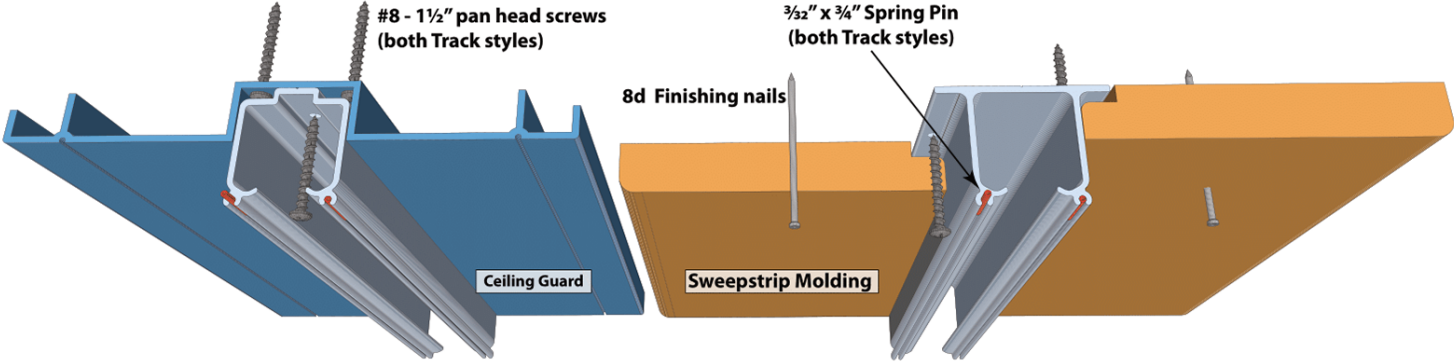 #8 - 1½” pan head screws
(both Track styles)
3⁄32” x ¾” Spring Pin
(both Track styles)
8d Finishing nails
Ceiling Guard
Sweepstrip Molding